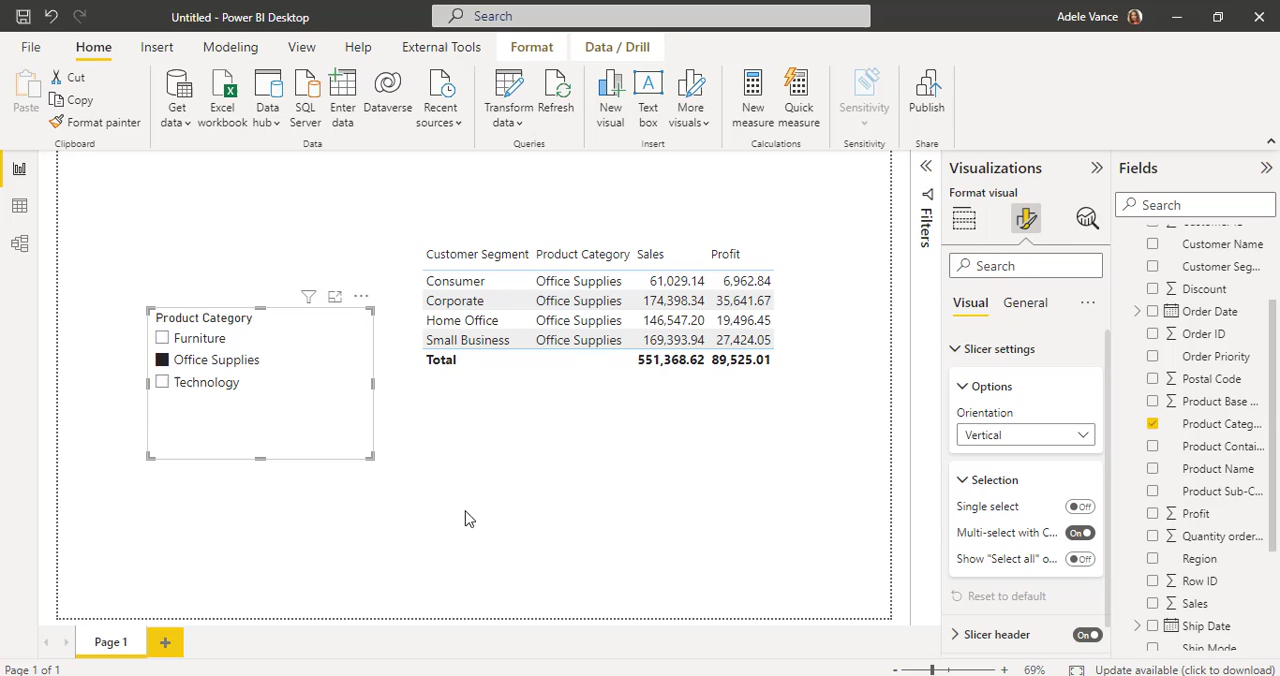 Untitled - Power BI Desktop
Search
Adele Vance
File
Home
Insert
Modeling
View
Help
External Tools
Format
Data / Drill
Paste
Cut
Copy
Format painter
Clipboard
Get data
Excel workbook
Data hub
SQL Server
Enter data
Dataverse
Recent sources
Data
Transform data
Refresh
Queries
New visual
Text box
More visuals
Insert
New measure
Quick measure
Calculations
Sensitivity
Sensitivity
Publish
Share
Product Category
Furniture
Office Supplies
Technology
Customer Segment Product Category Sales Profit
Consumer Office Supplies 61,029.14 6,962.84
Corporate Office Supplies 174,398.34 35,641.67
Home Office Office Supplies 146,547.20 19,496.45
Small Business Office Supplies 169,393.94 27,424.05
Total 551,368.62 89,525.01
Filters
Visualizations
Format visual
Search
Visual
General
Slicer settings
Options
Orientation
Vertical
Selection
Single select Off
Multi-select with C... On
Show "Select all" o... Off
Reset to default
Slicer header On
Fields
Search
Customer Name
Customer Seg...
Discount
Order Date
Order ID
Order Priority
Postal Code
Product Base ...
Product Categ...
Product Contai...
Product Name
Product Sub-C...
Profit
Quantity order...
Region
Row ID
Sales
Ship Date
Ship Mode
Page 1
Page 1 of 1
69%
Update available (click to download)